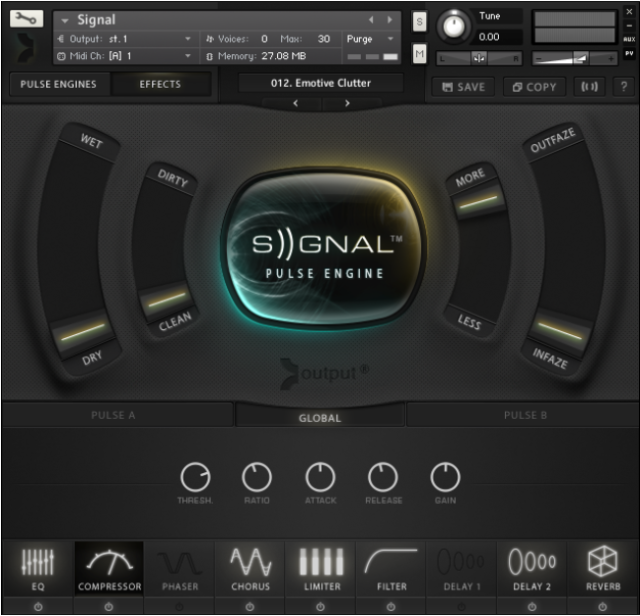 Signal
Output: st.1 Voices: 0 Max: 30 Purge
Midi Ch: [A] 1 Memory: 27.08 MB
S
M
Tune
0.00
L R
- +
×
-
AUX
PV
PULSE ENGINES EFFECTS
012. Emotive Clutter
< >
SAVE COPY ?
WET
DIRTY
MORE
OUTFAZE
S))GNAL™
PULSE ENGINE
CLEAN
LESS
DRY
INFAZE
output®
PULSE A GLOBAL PULSE B
THRESH. RATIO ATTACK RELEASE GAIN
EQ COMPRESSOR PHASER CHORUS LIMITER FILTER DELAY 1 DELAY 2 REVERB